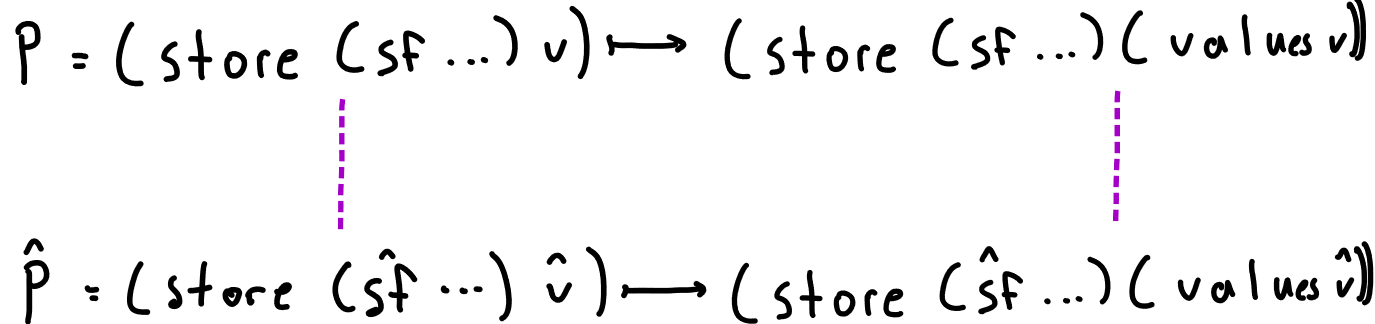 P = (store (sf ...) v) ↦ (store (sf ...) (values v))
P̂ = (store (ŝf ...) v̂) ⟼ (store (ŝf ...) (values v̂))